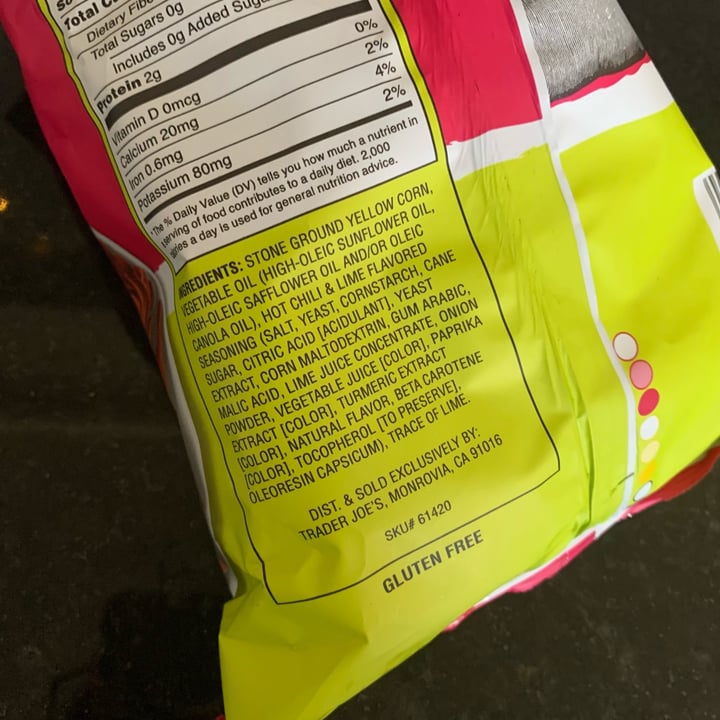 Total
Dietary
Total Sugars 0g
Includes 0g Added
Protein 2g
0%
Vitamin D 0mcg
2%
Calcium 20mg
4%
Iron 0.6mg
2%
Potassium 80mg
*The % Daily Value (DV) tells you how much a nutrient in
serving of food contributes to a daily diet. 2,000
a day is used for general nutrition advice.
INGREDIENTS: STONE GROUND YELLOW CORN,
VEGETABLE OIL (HIGH-OLEIC SUNFLOWER OIL,
HIGH-OLEIC SAFFLOWER OIL AND/OR OLEIC
CANOLA OIL), HOT CHILI & LIME FLAVORED
SEASONING (SALT, YEAST, CORNSTARCH, CANE
SUGAR, CITRIC ACID [ACIDULANT], YEAST
EXTRACT, CORN MALTODEXTRIN, GUM ARABIC,
MALIC ACID, LIME JUICE CONCENTRATE, ONION
POWDER, VEGETABLE JUICE [COLOR], PAPRIKA
EXTRACT [COLOR], TURMERIC EXTRACT
[COLOR], NATURAL FLAVOR, BETA CAROTENE
[COLOR], TOCOPHEROL [TO PRESERVE],
OLEORESIN CAPSICUM), TRACE OF LIME.
DIST. & SOLD EXCLUSIVELY BY:
TRADER JOE'S, MONROVIA, CA 91016
SKU# 61420
GLUTEN FREE